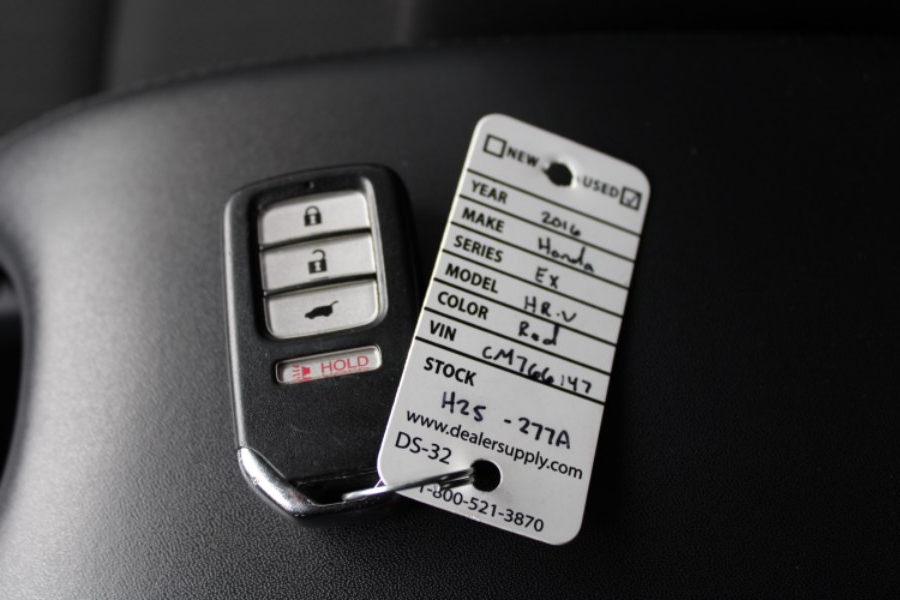 HOLD
NEW USED
YEAR 2016
MAKE Honda
SERIES EX
MODEL HR-V
COLOR Red
VIN CM766147
STOCK
H25 -277A
www.dealersupply.com
DS-32
1-800-521-3870